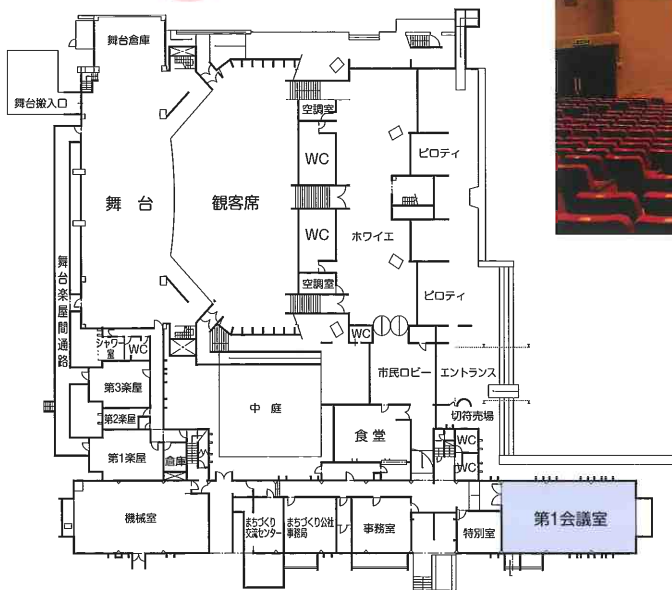 舞台倉庫
舞台搬入口
空調室
WC
ピロティ
舞台
観客席
ホワイエ
WC
空調室
ピロティ
舞台楽屋間通路
シャワー
室
WC
WC
第3楽屋
市民ロビー
エントランス
中庭
第2楽屋
切符売場
食堂
WC
第1楽屋
倉庫
WC
機械室
まちづくり
交流センター
まちづくり公社
事務局
事務室
特別室
第1会議室